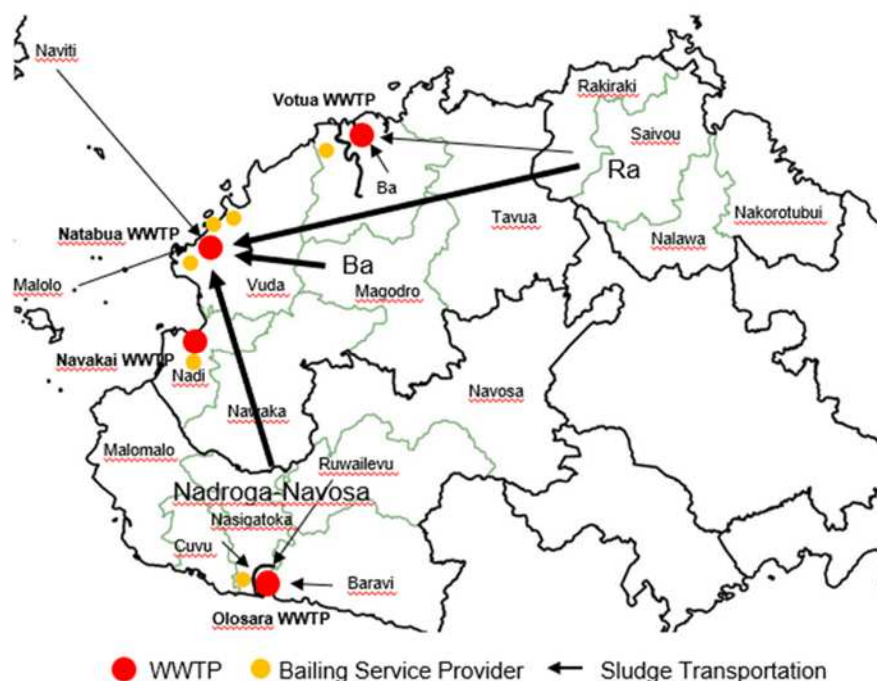 Naviti
Votua WWTP
Rakiraki
Saivou
Ba
Ra
Natabua WWTP
Tavua
Nakorotubui
Nalawa
Malolo
Vuda
Ba
Magodro
Navakai WWTP
Nadi
Nawaka
Navosa
Malomalo
Ruwailevu
Nadroga-Navosa
Nasigatoka
Cuvu
Baravi
Olosara WWTP
WWTP
Bailing Service Provider
Sludge Transportation